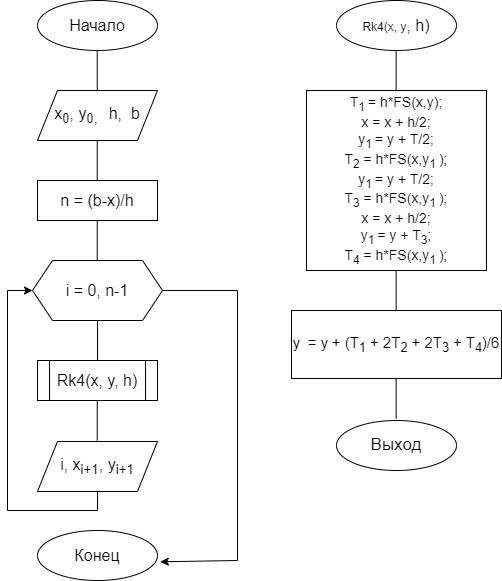 Начало
x₀, y₀, h, b
n = (b-x)/h
i = 0, n-1
Rk4(x, y, h)
i, xᵢ₊₁, yᵢ₊₁
Конец
Rk4(x, y, h)
T₁ = h*FS(x,y);
x = x + h/2;
y₁ = y + T/2;
T₂ = h*FS(x,y₁ );
y₁ = y + T/2;
T₃ = h*FS(x,y₁ );
x = x + h/2;
y₁ = y + T₃;
T₄ = h*FS(x,y₁ );
y = y + (T₁ + 2T₂ + 2T₃ + T₄)/6
Выход